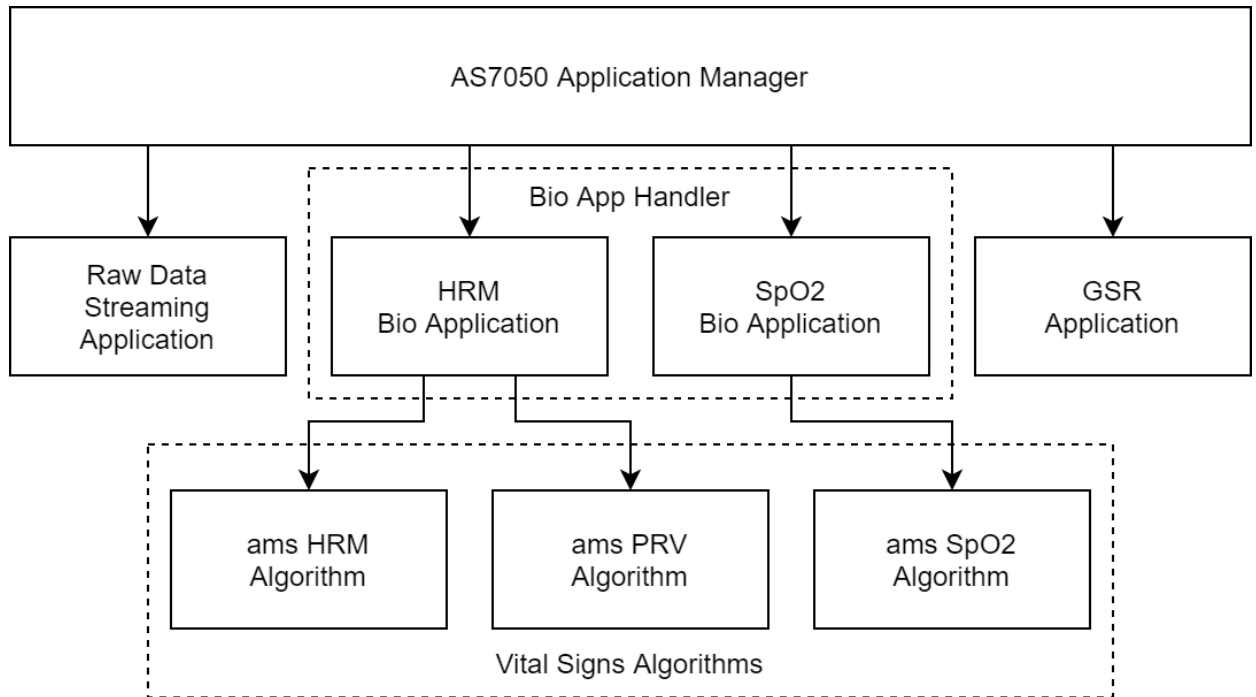 AS7050 Application Manager
Bio App Handler
Raw Data
Streaming
Application
HRM
Bio Application
SpO2
Bio Application
GSR
Application
ams HRM
Algorithm
ams PRV
Algorithm
ams SpO2
Algorithm
Vital Signs Algorithms